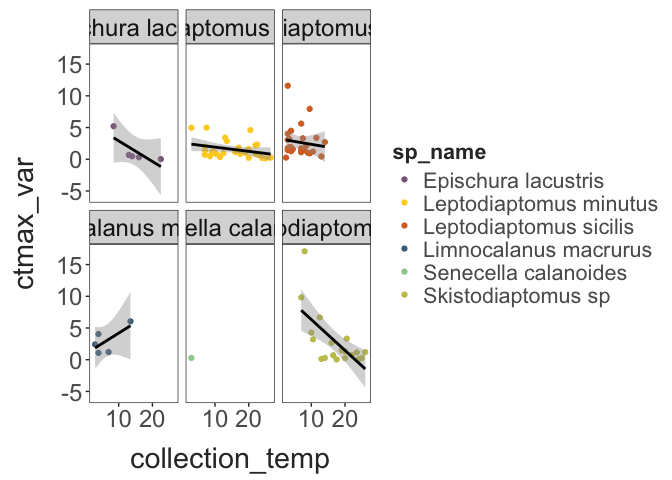 chura lac
aptomus
iaptomus
15
10
5
0
-5
alanus m
ella cala
odiaptom
15
10
5
0
-5
10 20 10 20 10 20
ctmax_var
collection_temp
sp_name
Epischura lacustris
Leptodiaptomus minutus
Leptodiaptomus sicilis
Limnocalanus macrurus
Senecella calanoides
Skistodiaptomus sp